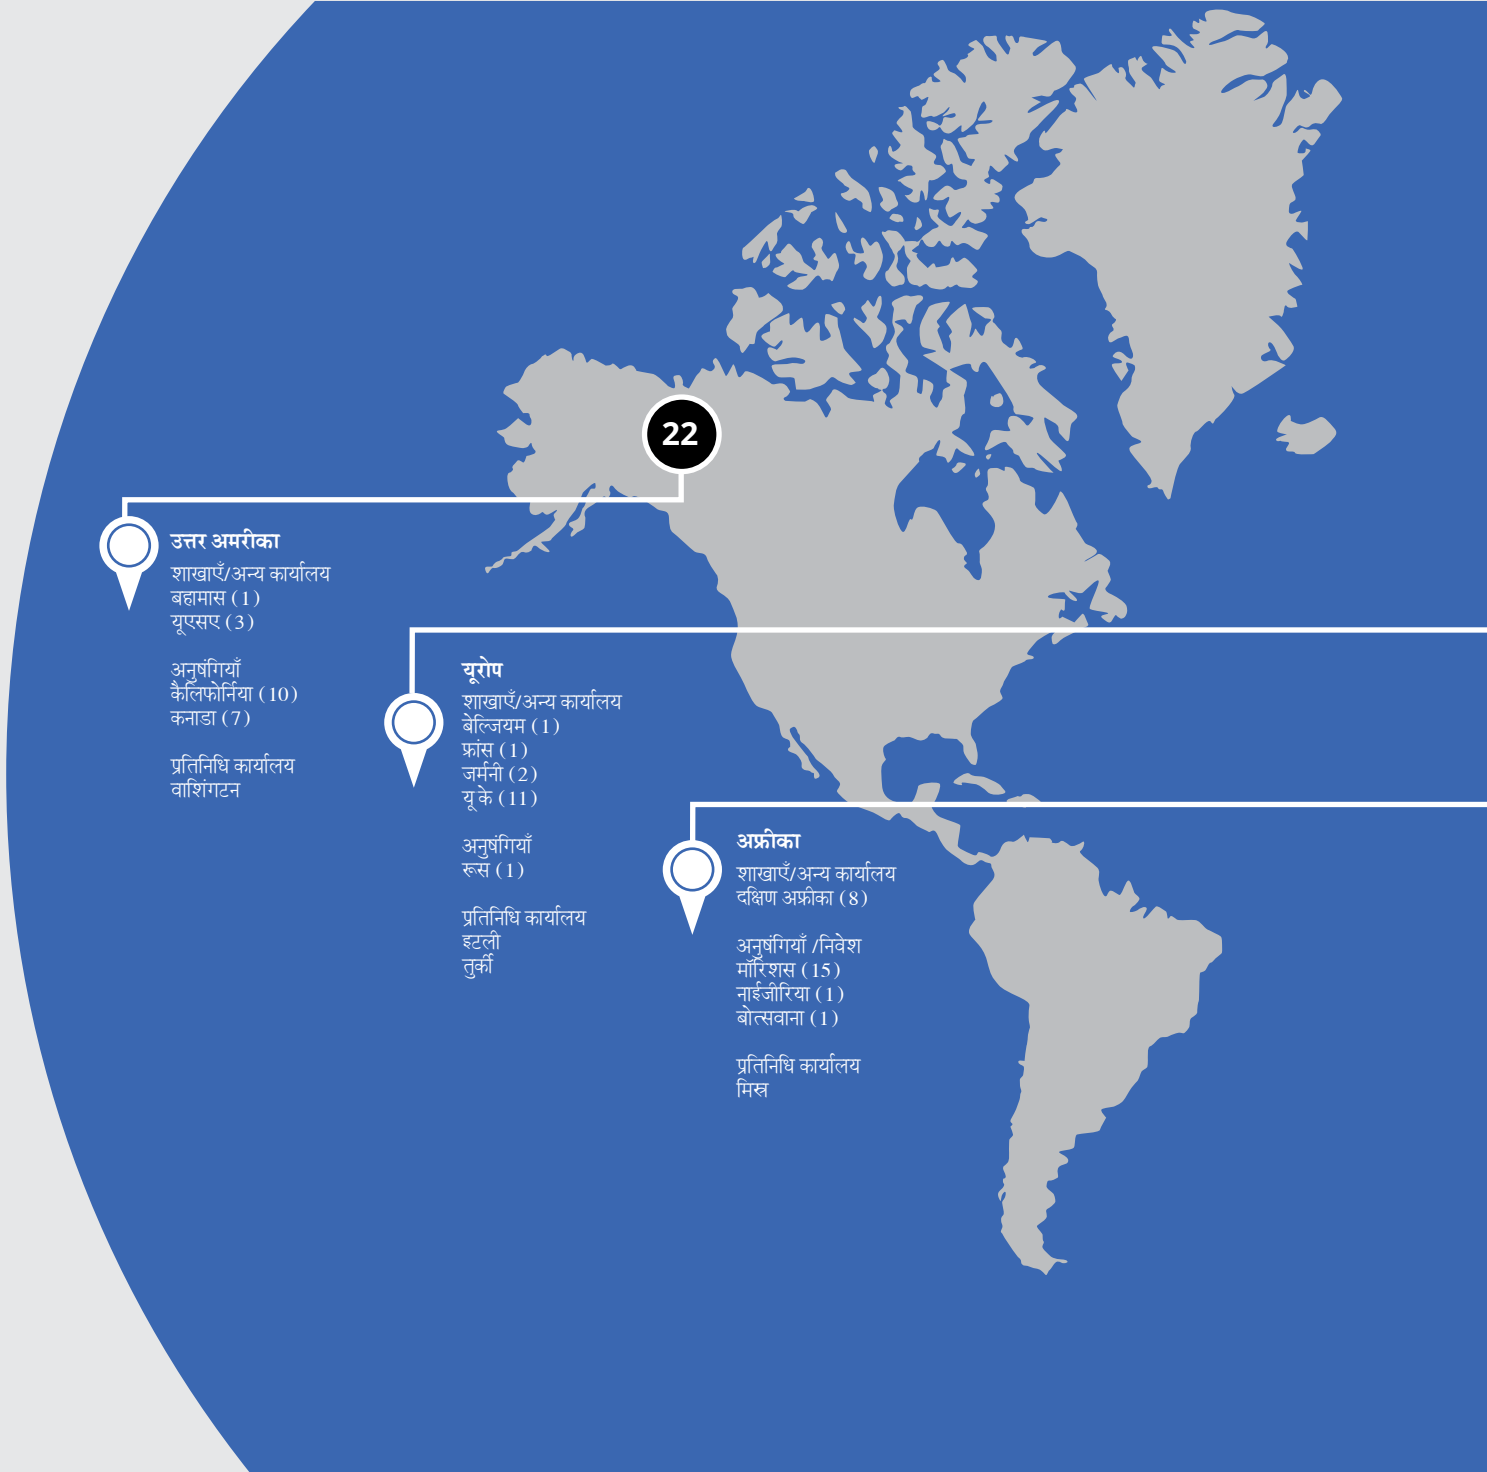 22
उत्तर अमरीका
शाखाएँ/अन्य कार्यालय
बहामास (1)
यूएसए (3)
अनुषंगियाँ
कैलिफोर्निया (10)
कनाडा (7)
प्रतिनिधि कार्यालय
वाशिंगटन
यूरोप
शाखाएँ/अन्य कार्यालय
बेल्जियम (1)
फ्रांस (1)
जर्मनी (2)
यू के (11)
अनुषंगियाँ
रूस (1)
प्रतिनिधि कार्यालय
इटली
तुर्की
अफ्रीका
शाखाएँ/अन्य कार्यालय
दक्षिण अफ्रीका (8)
अनुषंगियाँ /निवेश
मॉरिशस (15)
नाईजीरिया (1)
बोत्सवाना (1)
प्रतिनिधि कार्यालय
मिस्र